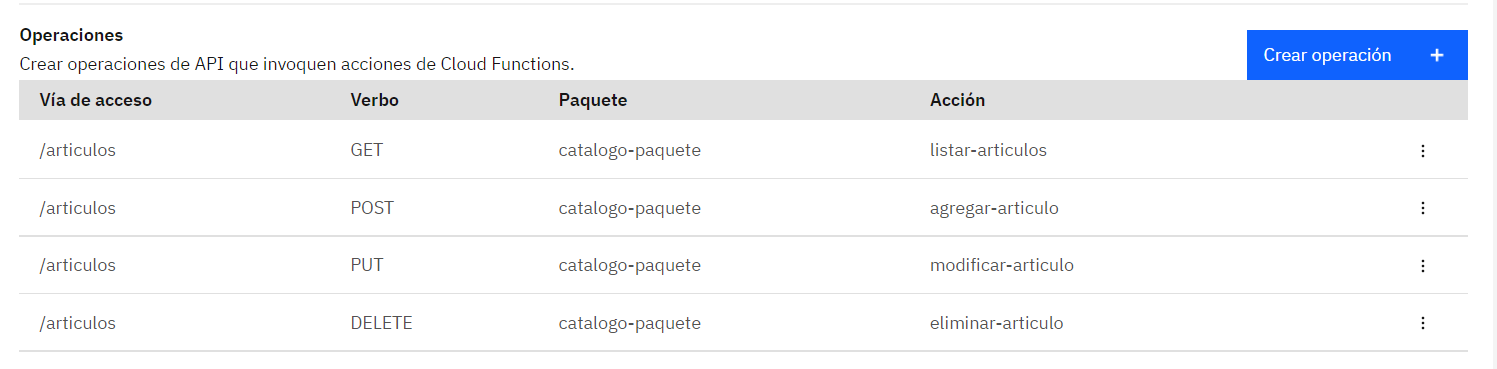 Operaciones
Crear operaciones de API que invoquen acciones de Cloud Functions.
Crear operación +
Vía de acceso Verbo Paquete Acción
/articulos GET catalogo-paquete listar-articulos
/articulos POST catalogo-paquete agregar-articulo
/articulos PUT catalogo-paquete modificar-articulo
/articulos DELETE catalogo-paquete eliminar-articulo